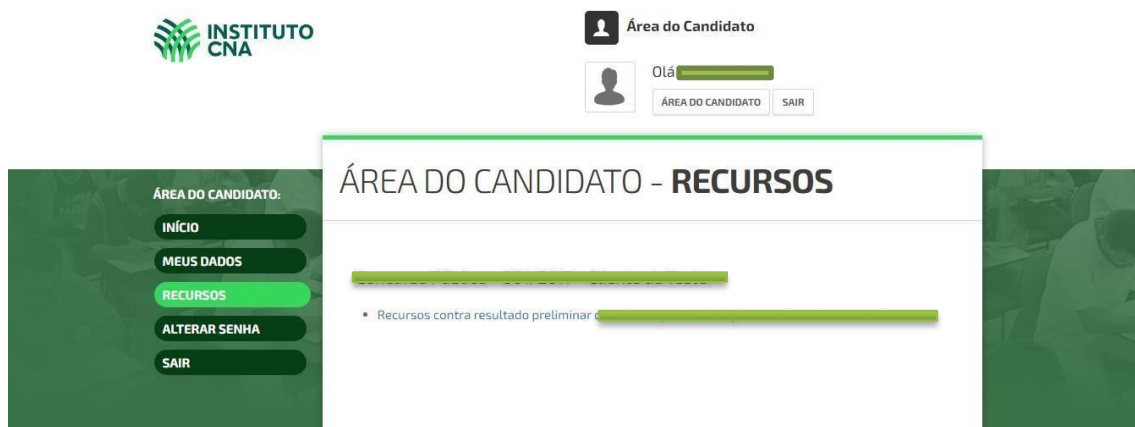 INSTITUTO
CNA
Área do Candidato
Olá
ÁREA DO CANDIDATO SAIR
ÁREA DO CANDIDATO - RECURSOS
ÁREA DO CANDIDATO:
INÍCIO
MEUS DADOS
RECURSOS
ALTERAR SENHA
SAIR
Recursos contra resultado preliminar